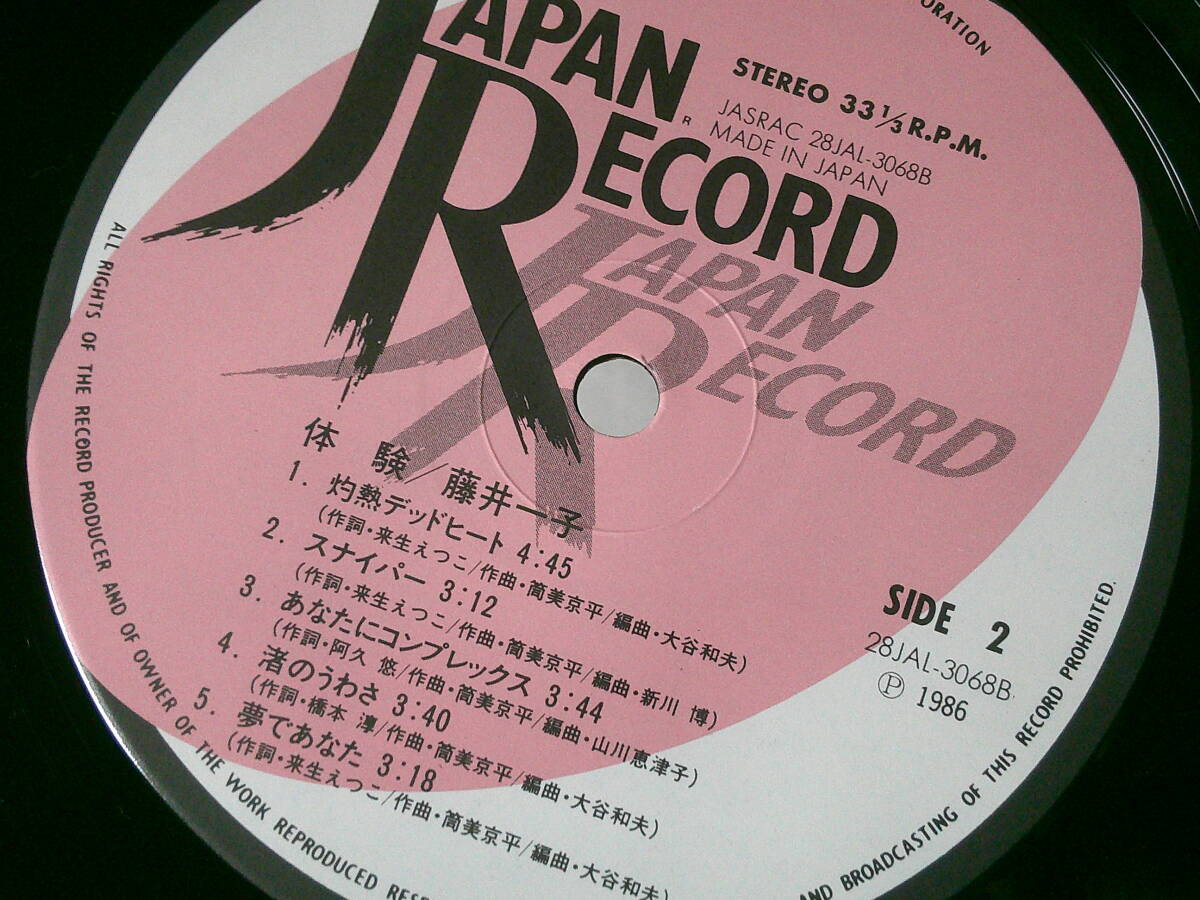 JAPAN
RECORD
R
STEREO 33 1/3 R.P.M.
JASRAC 28JAL-3068B
MADE IN JAPAN
JAPAN
RECORD
体験/藤井一子
1. 灼熱デッドヒート 4:45
(作詞・来生えつこ/作曲・筒美京平/編曲・大谷和夫)
2. スナイパー 3:12
(作詞・来生えつこ/作曲・筒美京平/編曲・新川 博)
3. あなたにコンプレックス 3:44
(作詞・阿久 悠/作曲・筒美京平/編曲・山川恵津子)
4. 渚のうわさ 3:40
(作詞・橋本 淳/作曲・筒美京平/編曲・大谷和夫)
5. 夢であなた 3:18
(作詞・来生えつこ/作曲・筒美京平/編曲・大谷和夫)
SIDE 2
28JAL-3068B
Ⓟ 1986
ALL RIGHTS OF THE RECORD PRODUCER AND OF OWNER OF THE WORK REPRODUCED
AND BROADCASTING OF THIS RECORD PROHIBITED.